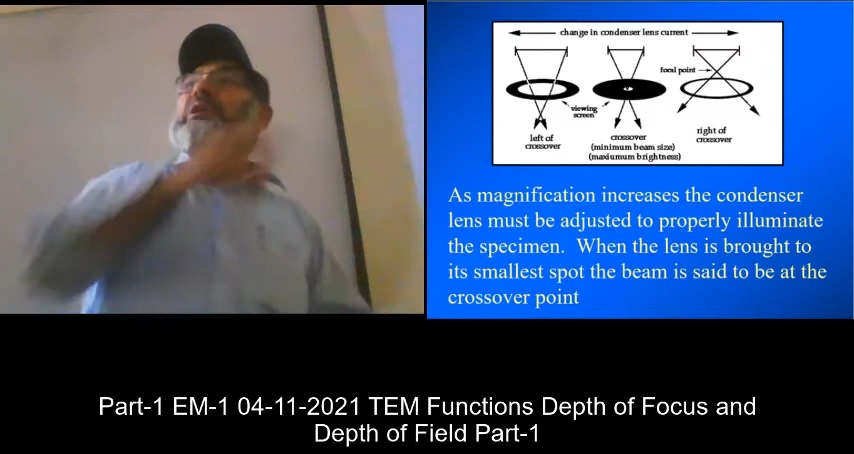 change in condenser lens current
focal point
viewing
screen
left of
crossover
crossover
(minimum beam size)
(maxiumum brightness)
right of
crossover
As magnification increases the condenser
lens must be adjusted to properly illuminate
the specimen.  When the lens is brought to
its smallest spot the beam is said to be at the
crossover point
Part-1 EM-1 04-11-2021 TEM Functions Depth of Focus and
Depth of Field Part-1